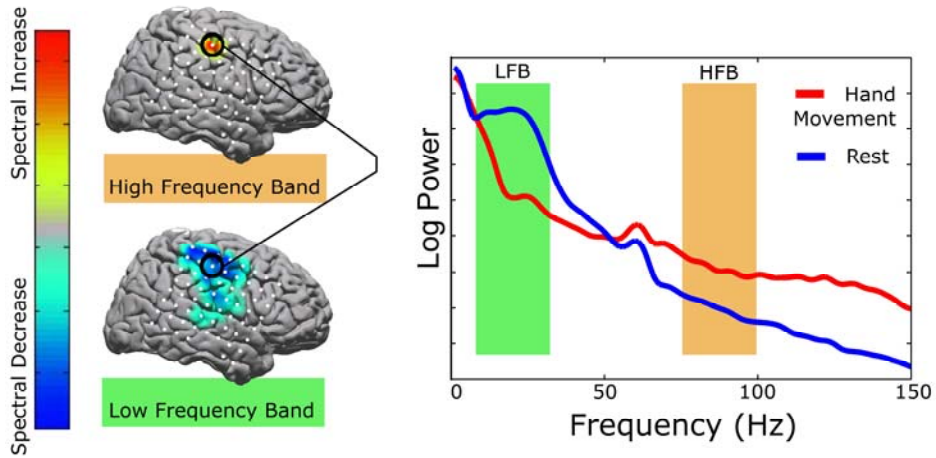 Spectral Increase
Spectral Decrease
High Frequency Band
Low Frequency Band
LFB
HFB
Hand
Movement
Rest
Log Power
0
50
100
150
Frequency (Hz)